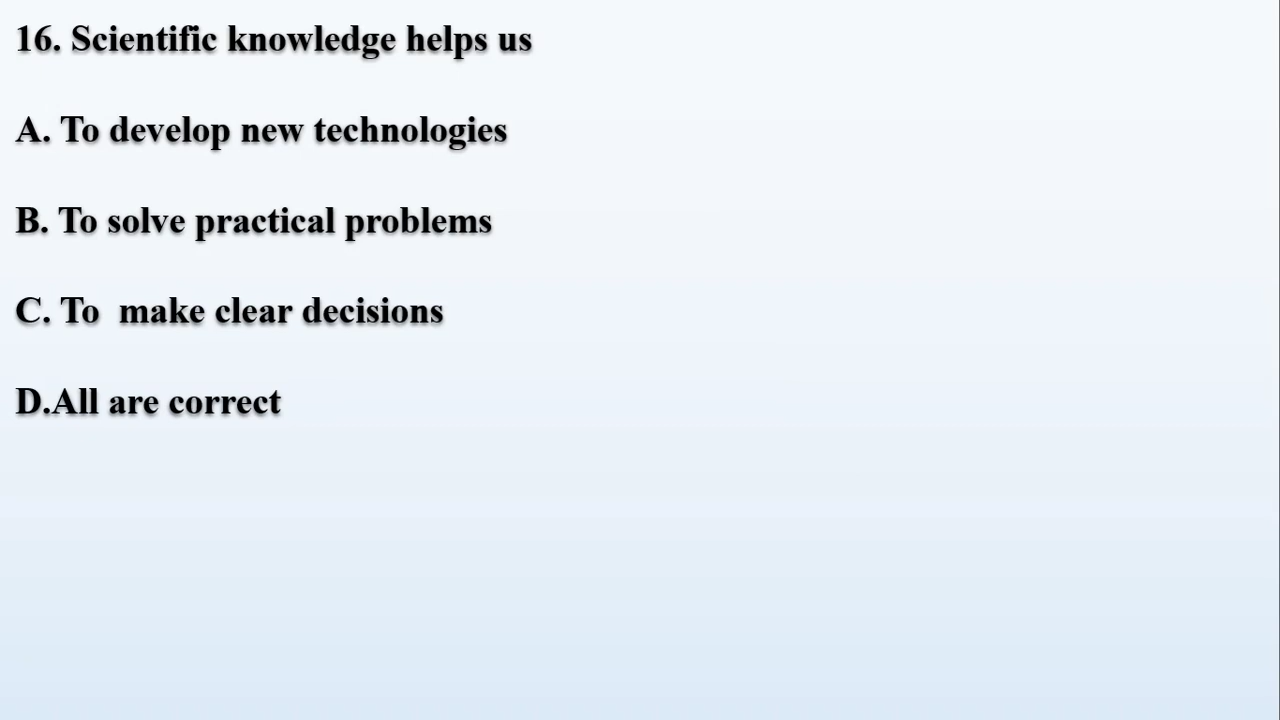 16. Scientific knowledge helps us
A. To develop new technologies
B. To solve practical problems
C. To  make clear decisions
D.All are correct